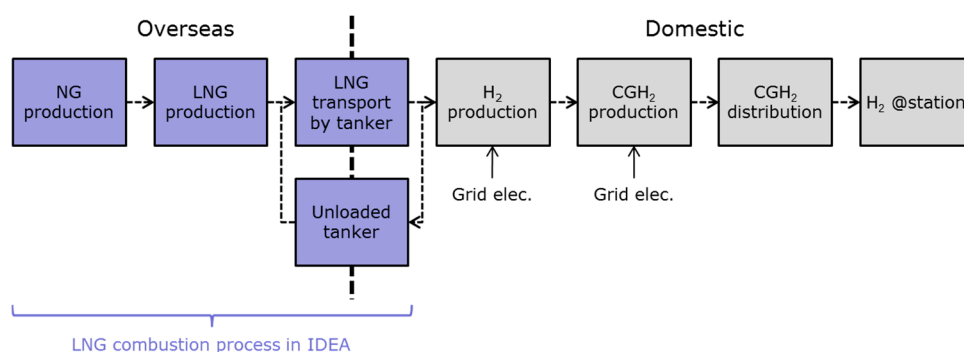 Overseas
Domestic
NG
production
LNG
production
LNG
transport
by tanker
H₂
production
CGH₂
production
CGH₂
distribution
H₂ @station
Grid elec.
Grid elec.
Unloaded
tanker
LNG combustion process in IDEA